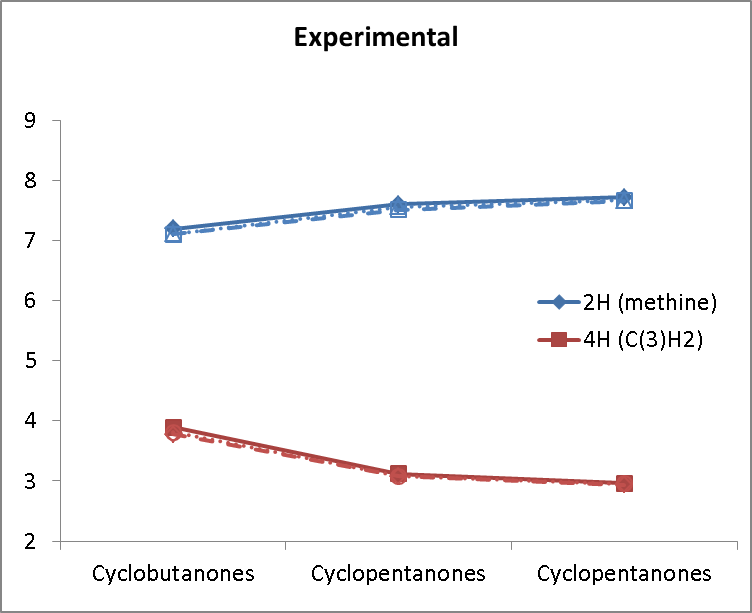 Experimental
9
8
7
6
5
4
3
2
2H (methine)
4H (C(3)H2)
Cyclobutanones Cyclopentanones Cyclopentanones